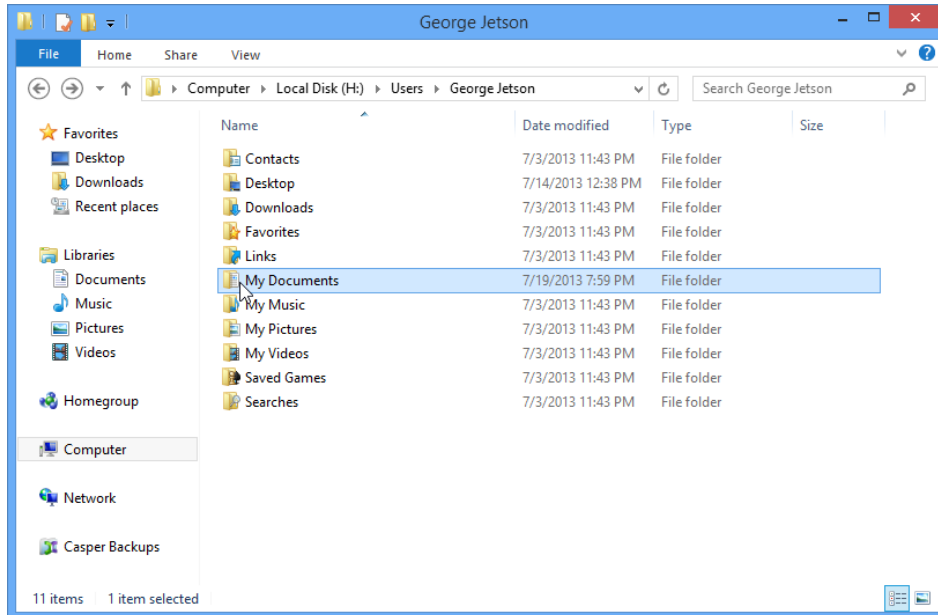 George Jetson
File Home Share View
Computer Local Disk (H:) Users George Jetson Search George Jetson
Name Date modified Type Size
Favorites
Desktop
Downloads
Recent places
Libraries
Documents
Music
Pictures
Videos
Homegroup
Computer
Network
Casper Backups
Contacts 7/3/2013 11:43 PM File folder
Desktop 7/14/2013 12:38 PM File folder
Downloads 7/3/2013 11:43 PM File folder
Favorites 7/3/2013 11:43 PM File folder
Links 7/3/2013 11:43 PM File folder
My Documents 7/19/2013 7:59 PM File folder
My Music 7/3/2013 11:43 PM File folder
My Pictures 7/3/2013 11:43 PM File folder
My Videos 7/3/2013 11:43 PM File folder
Saved Games 7/3/2013 11:43 PM File folder
Searches 7/3/2013 11:43 PM File folder
11 items 1 item selected